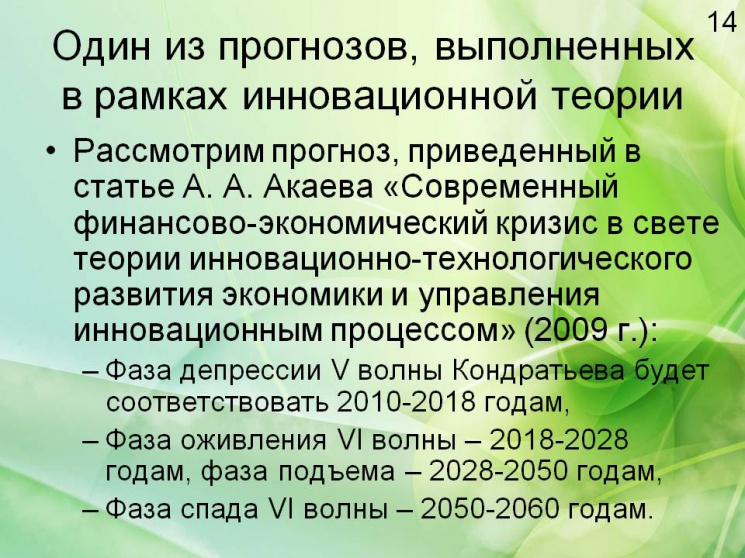 14
Один из прогнозов, выполненных
в рамках инновационной теории
• Рассмотрим прогноз, приведенный в
статье А. А. Акаева «Современный
финансово-экономический кризис в свете
теории инновационно-технологического
развития экономики и управления
инновационным процессом» (2009 г.):
– Фаза депрессии V волны Кондратьева будет
соответствовать 2010-2018 годам,
– Фаза оживления VI волны – 2018-2028
годам, фаза подъема – 2028-2050 годам,
– Фаза спада VI волны – 2050-2060 годам.